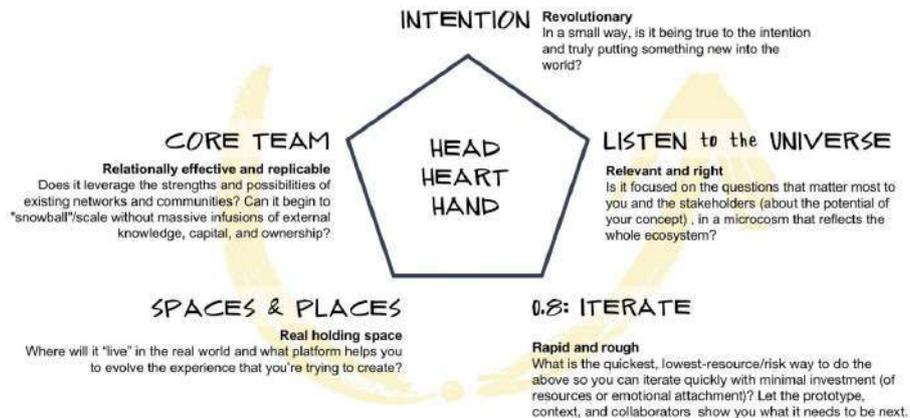 INTENTION
Revolutionary
In a small way, is it being true to the intention
and truly putting something new into the
world?
CORE TEAM
Relationally effective and replicable
Does it leverage the strengths and possibilities of
existing networks and communities? Can it begin to
"snowball"/scale without massive infusions of external
knowledge, capital, and ownership?
HEAD
HEART
HAND
LISTEN to the UNIVERSE
Relevant and right
Is it focused on the questions that matter most to
you and the stakeholders (about the potential of
your concept) , in a microcosm that reflects the
whole ecosystem?
SPACES & PLACES
Real holding space
Where will it "live" in the real world and what platform helps you
to evolve the experience that you're trying to create?
0.8: ITERATE
Rapid and rough
What is the quickest, lowest-resource/risk way to do the
above so you can iterate quickly with minimal investment (of
resources or emotional attachment)? Let the prototype,
context, and collaborators show you what it needs to be next.